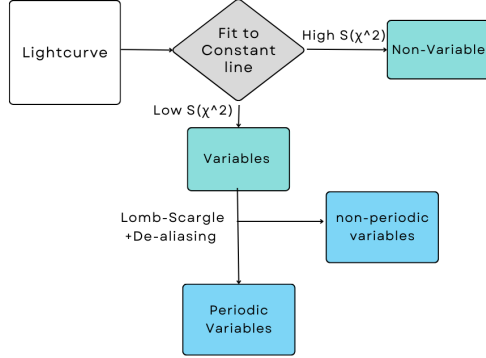 Lightcurve
Fit to
Constant
line
High S(χ^2)
Non-Variable
Low S(χ^2)
Variables
Lomb-Scargle
+De-aliasing
non-periodic
variables
Periodic
Variables